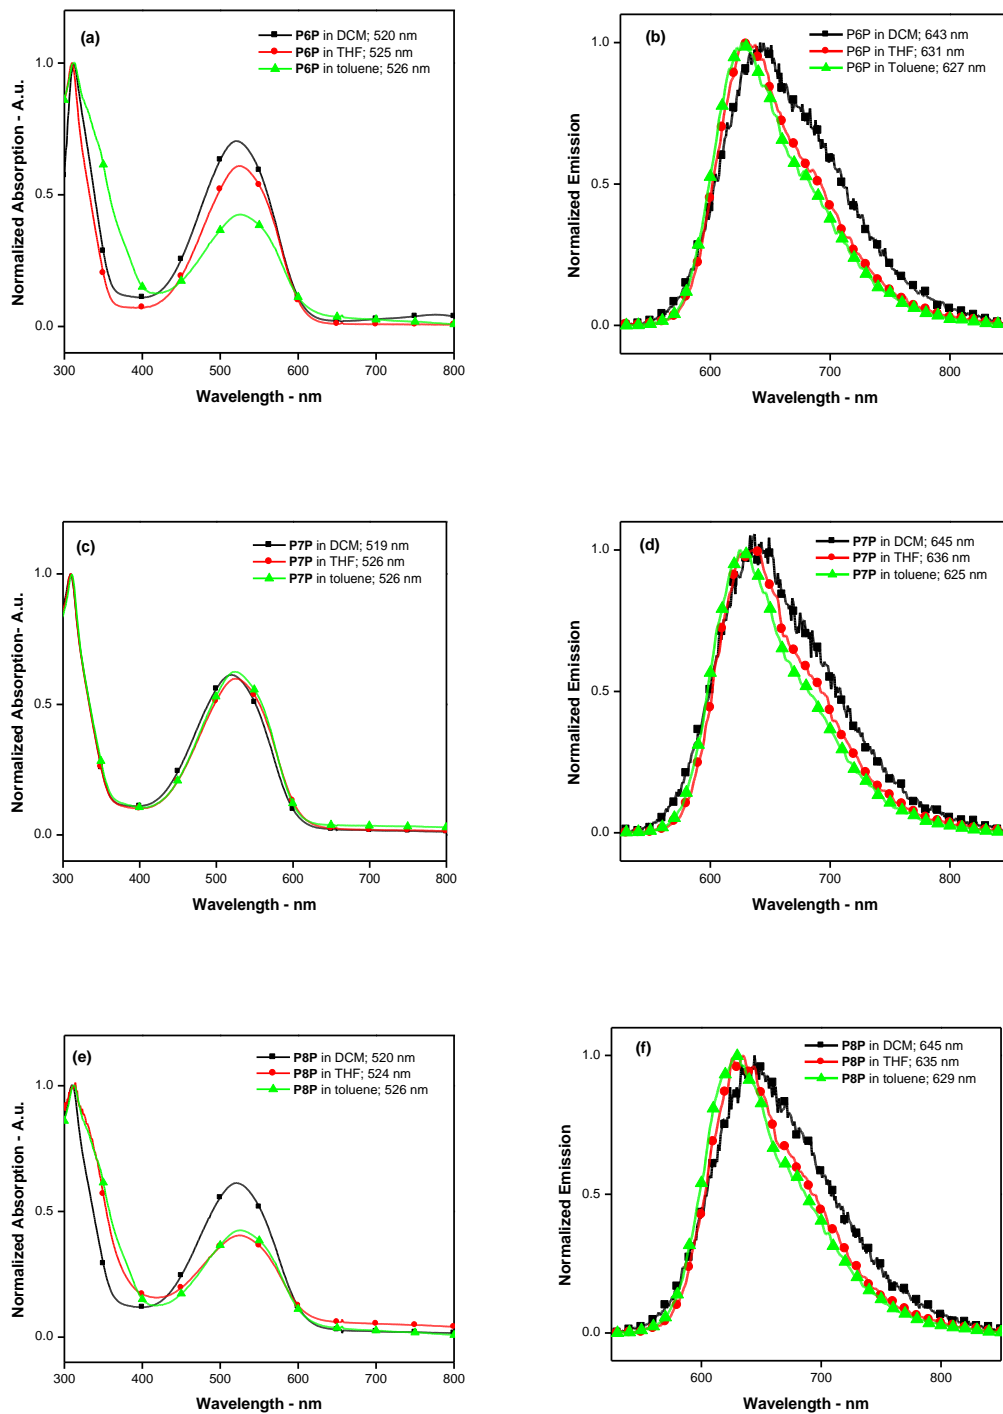 (a)
P6P in DCM; 520 nm
P6P in THF; 525 nm
P6P in toluene; 526 nm
1.0
0.5
0.0
Normalized Absorption - A.u.
300 400 500 600 700 800
Wavelength - nm
(b)
P6P in DCM; 643 nm
P6P in THF; 631 nm
P6P in Toluene; 627 nm
1.0
0.5
0.0
Normalized Emission
600 700 800
Wavelength - nm
(c)
P7P in DCM; 519 nm
P7P in THF; 526 nm
P7P in toluene; 526 nm
1.0
0.5
0.0
Normalized Absorption- A.u.
300 400 500 600 700 800
Wavelength - nm
(d)
P7P in DCM; 645 nm
P7P in THF; 636 nm
P7P in toluene; 625 nm
1.0
0.5
0.0
Normalized Emission
600 700 800
Wavelength - nm
(e)
P8P in DCM; 520 nm
P8P in THF; 524 nm
P8P in toluene; 526 nm
1.0
0.5
0.0
Normalized Absorption - A.u.
300 400 500 600 700 800
Wavelength - nm
(f)
P8P in DCM; 645 nm
P8P in THF; 635 nm
P8P in toluene; 629 nm
1.0
0.5
0.0
Normalized Emission
600 700 800
Wavelength - nm